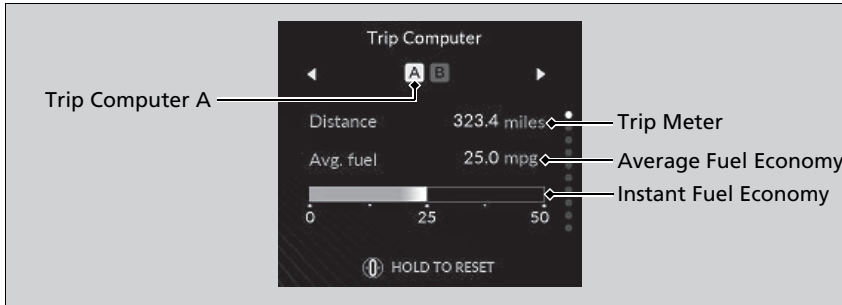 Trip Computer
A B
Trip Computer A
Distance 323.4 miles Trip Meter
Avg. fuel 25.0 mpg Average Fuel Economy
Instant Fuel Economy
0 25 50
HOLD TO RESET